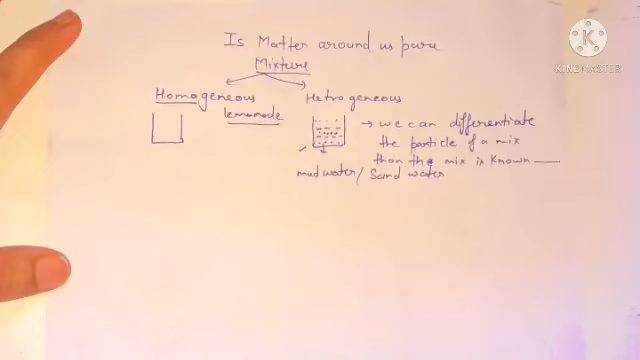 Is Matter around us pure
Mixture
Homogeneous
Hetrogeneous
lemonade
→ we can differentiate
the particle of a mix
than the mix is known ___
mud water / Sand water
KINEMASTER